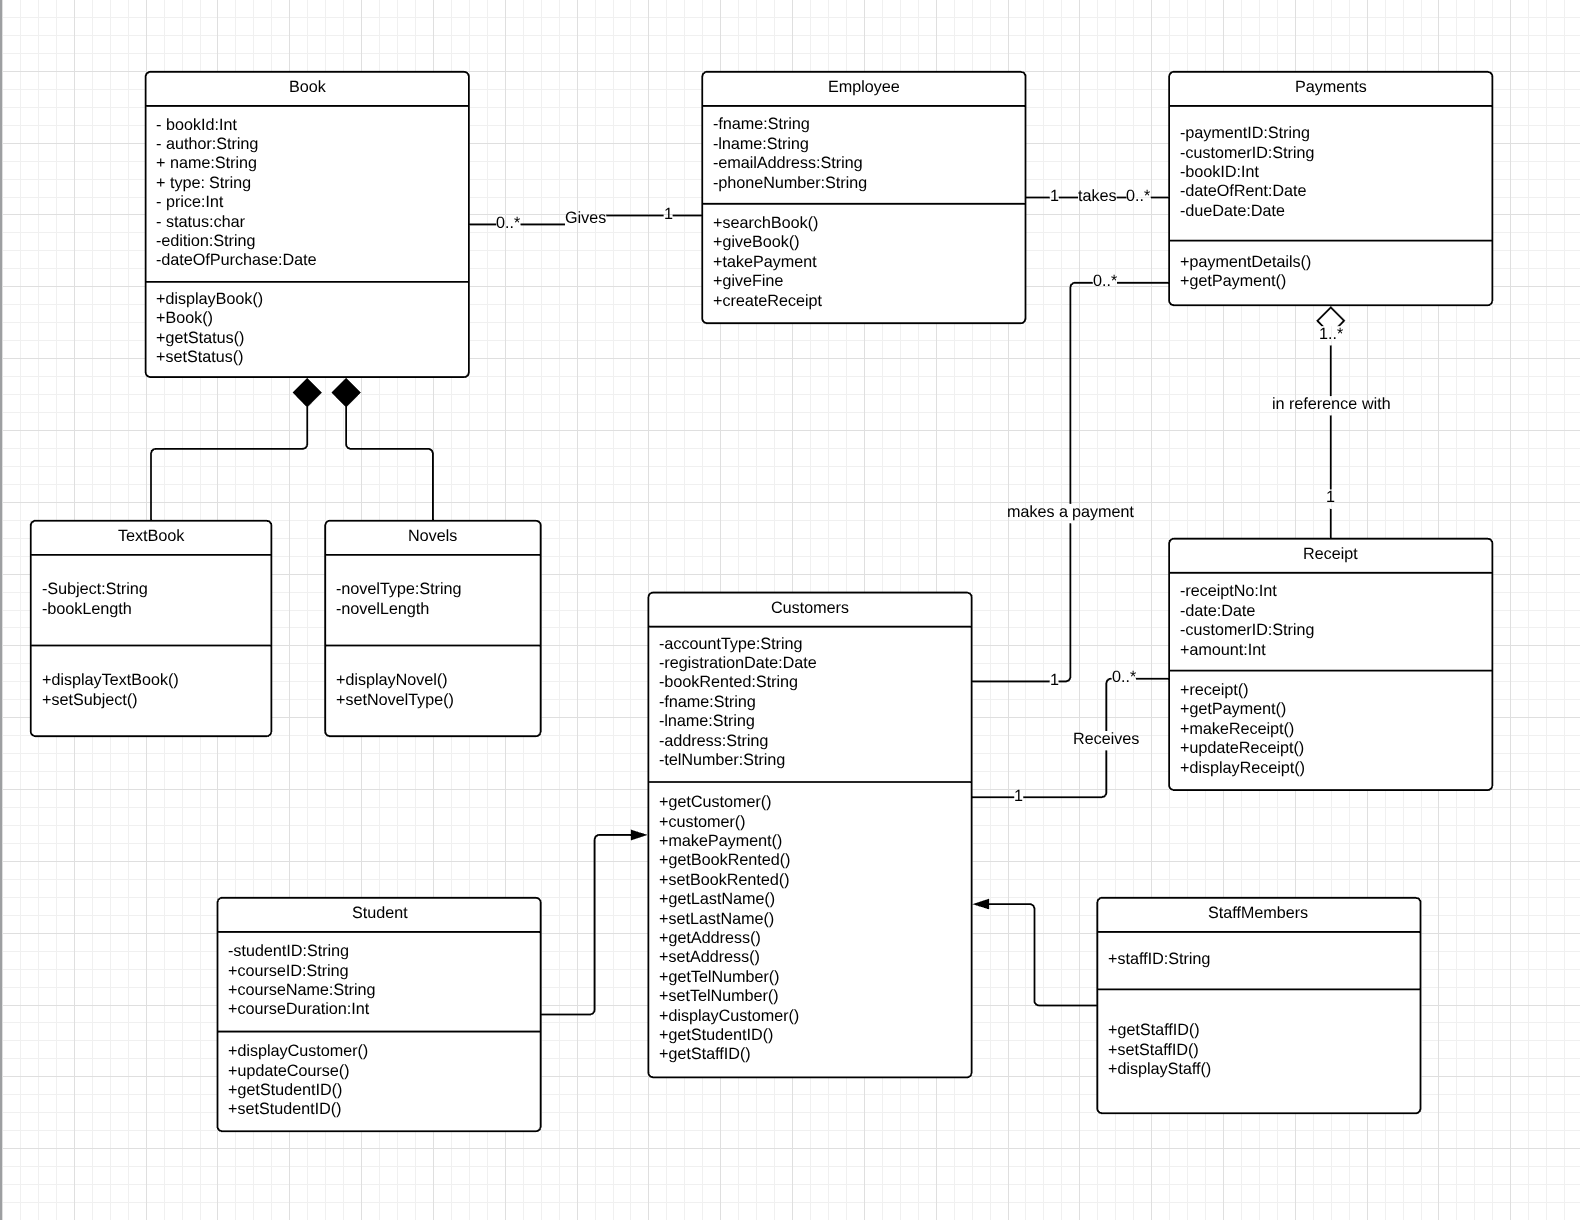 Book
- bookId:Int
- author:String
+ name:String
+ type: String
- price:Int
- status:char
-edition:String
-dateOfPurchase:Date
+displayBook()
+Book()
+getStatus()
+setStatus()
0..*
Gives
1
Employee
-fname:String
-lname:String
-emailAddress:String
-phoneNumber:String
+searchBook()
+giveBook()
+takePayment
+giveFine
+createReceipt
1
takes
0..*
Payments
-paymentID:String
-customerID:String
-bookID:Int
-dateOfRent:Date
-dueDate:Date
+paymentDetails()
+getPayment()
0..*
makes a payment
1
1..*
in reference with
1
TextBook
-Subject:String
-bookLength
+displayTextBook()
+setSubject()
Novels
-novelType:String
-novelLength
+displayNovel()
+setNovelType()
Customers
-accountType:String
-registrationDate:Date
-bookRented:String
-fname:String
-lname:String
-address:String
-telNumber:String
+getCustomer()
+customer()
+makePayment()
+getBookRented()
+setBookRented()
+getLastName()
+setLastName()
+getAddress()
+setAddress()
+getTelNumber()
+setTelNumber()
+displayCustomer()
+getStudentID()
+getStaffID()
0..*
Receives
1
Receipt
-receiptNo:Int
-date:Date
-customerID:String
+amount:Int
+receipt()
+getPayment()
+makeReceipt()
+updateReceipt()
+displayReceipt()
Student
-studentID:String
+courseID:String
+courseName:String
+courseDuration:Int
+displayCustomer()
+updateCourse()
+getStudentID()
+setStudentID()
StaffMembers
+staffID:String
+getStaffID()
+setStaffID()
+displayStaff()